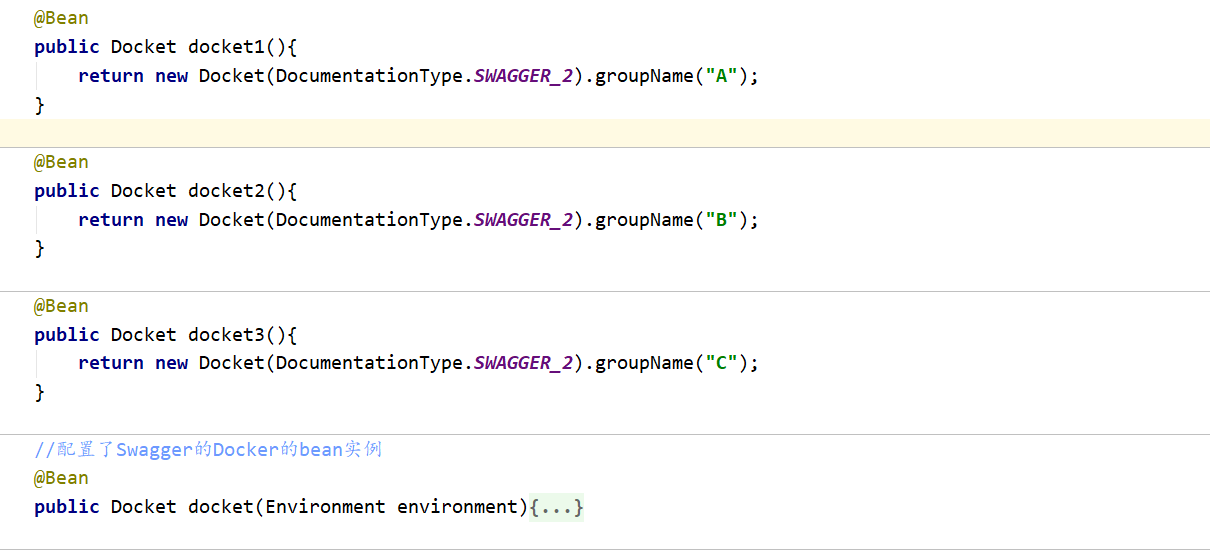 @Bean
public Docket docket1(){
return new Docket(DocumentationType.SWAGGER_2).groupName("A");
}
@Bean
public Docket docket2(){
return new Docket(DocumentationType.SWAGGER_2).groupName("B");
}
@Bean
public Docket docket3(){
return new Docket(DocumentationType.SWAGGER_2).groupName("C");
}
//配置了Swagger的Docker的bean实例
@Bean
public Docket docket(Environment environment){...}